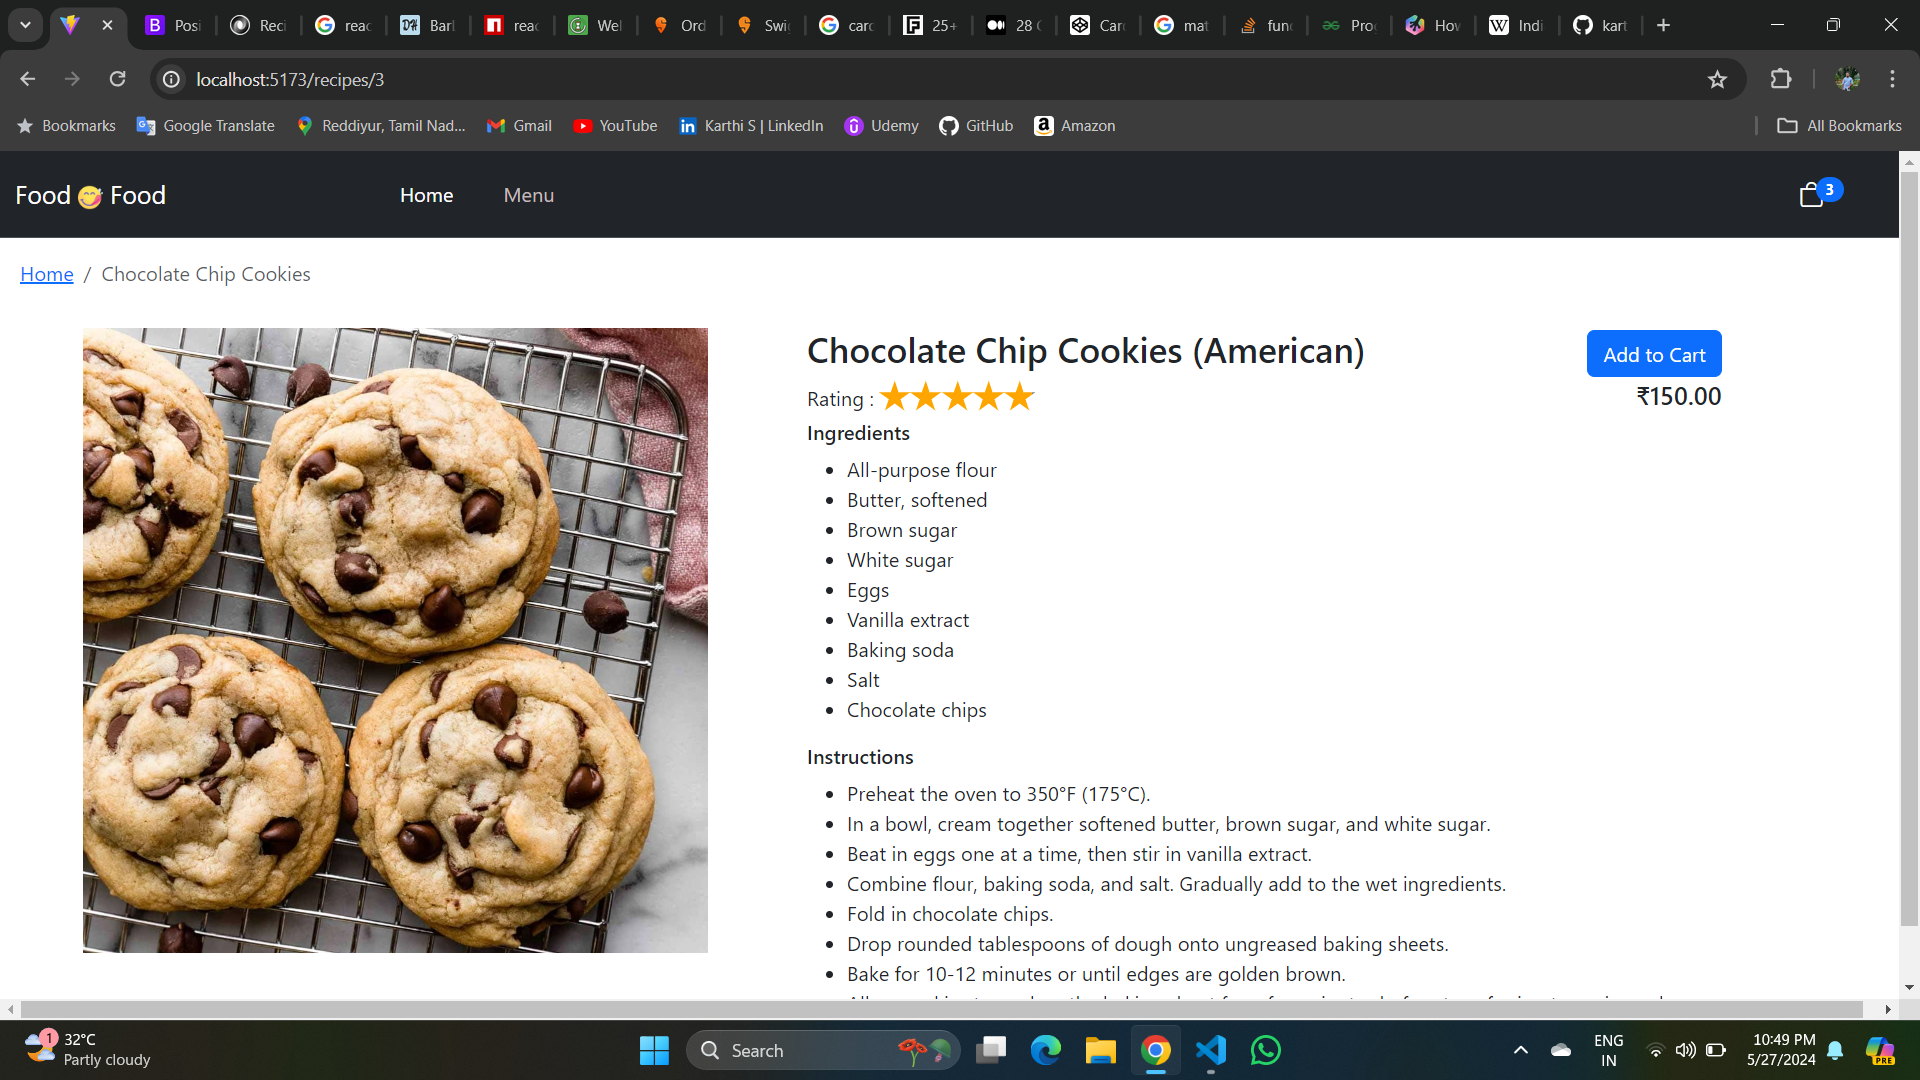 Posi
Reci
reac
Barl
reac
Wel
Ord
Swig
card
25+
28
Card
mat
func
Prog
How
Indi
kart
localhost:5173/recipes/3
Bookmarks
Google Translate
Reddiyur, Tamil Nad...
Gmail
YouTube
Karthi S | LinkedIn
Udemy
GitHub
Amazon
All Bookmarks
Food 😋 Food
Home
Menu
3
Home / Chocolate Chip Cookies
Chocolate Chip Cookies (American)
Add to Cart
Rating : ★★★★★
₹150.00
Ingredients
• All-purpose flour
• Butter, softened
• Brown sugar
• White sugar
• Eggs
• Vanilla extract
• Baking soda
• Salt
• Chocolate chips
Instructions
• Preheat the oven to 350°F (175°C).
• In a bowl, cream together softened butter, brown sugar, and white sugar.
• Beat in eggs one at a time, then stir in vanilla extract.
• Combine flour, baking soda, and salt. Gradually add to the wet ingredients.
• Fold in chocolate chips.
• Drop rounded tablespoons of dough onto ungreased baking sheets.
• Bake for 10-12 minutes or until edges are golden brown.
1
32°C
Partly cloudy
Search
ENG
IN
10:49 PM
5/27/2024
PRE